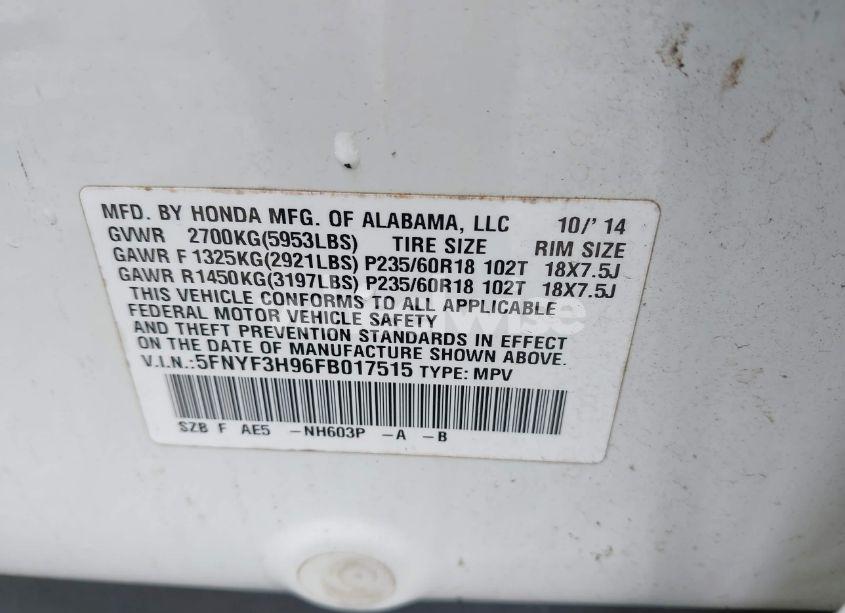 MFD. BY HONDA MFG. OF ALABAMA, LLC 10/' 14
GVWR 2700KG(5953LBS) TIRE SIZE RIM SIZE
GAWR F 1325KG(2921LBS) P235/60R18 102T 18X7.5J
GAWR R1450KG(3197LBS) P235/60R18 102T 18X7.5J
THIS VEHICLE CONFORMS TO ALL APPLICABLE
FEDERAL MOTOR VEHICLE SAFETY
AND THEFT PREVENTION STANDARDS IN EFFECT
ON THE DATE OF MANUFACTURE SHOWN ABOVE.
V.I.N.:5FNYF3H96FB017515 TYPE: MPV
SZB F AE5 -NH603P -A -B